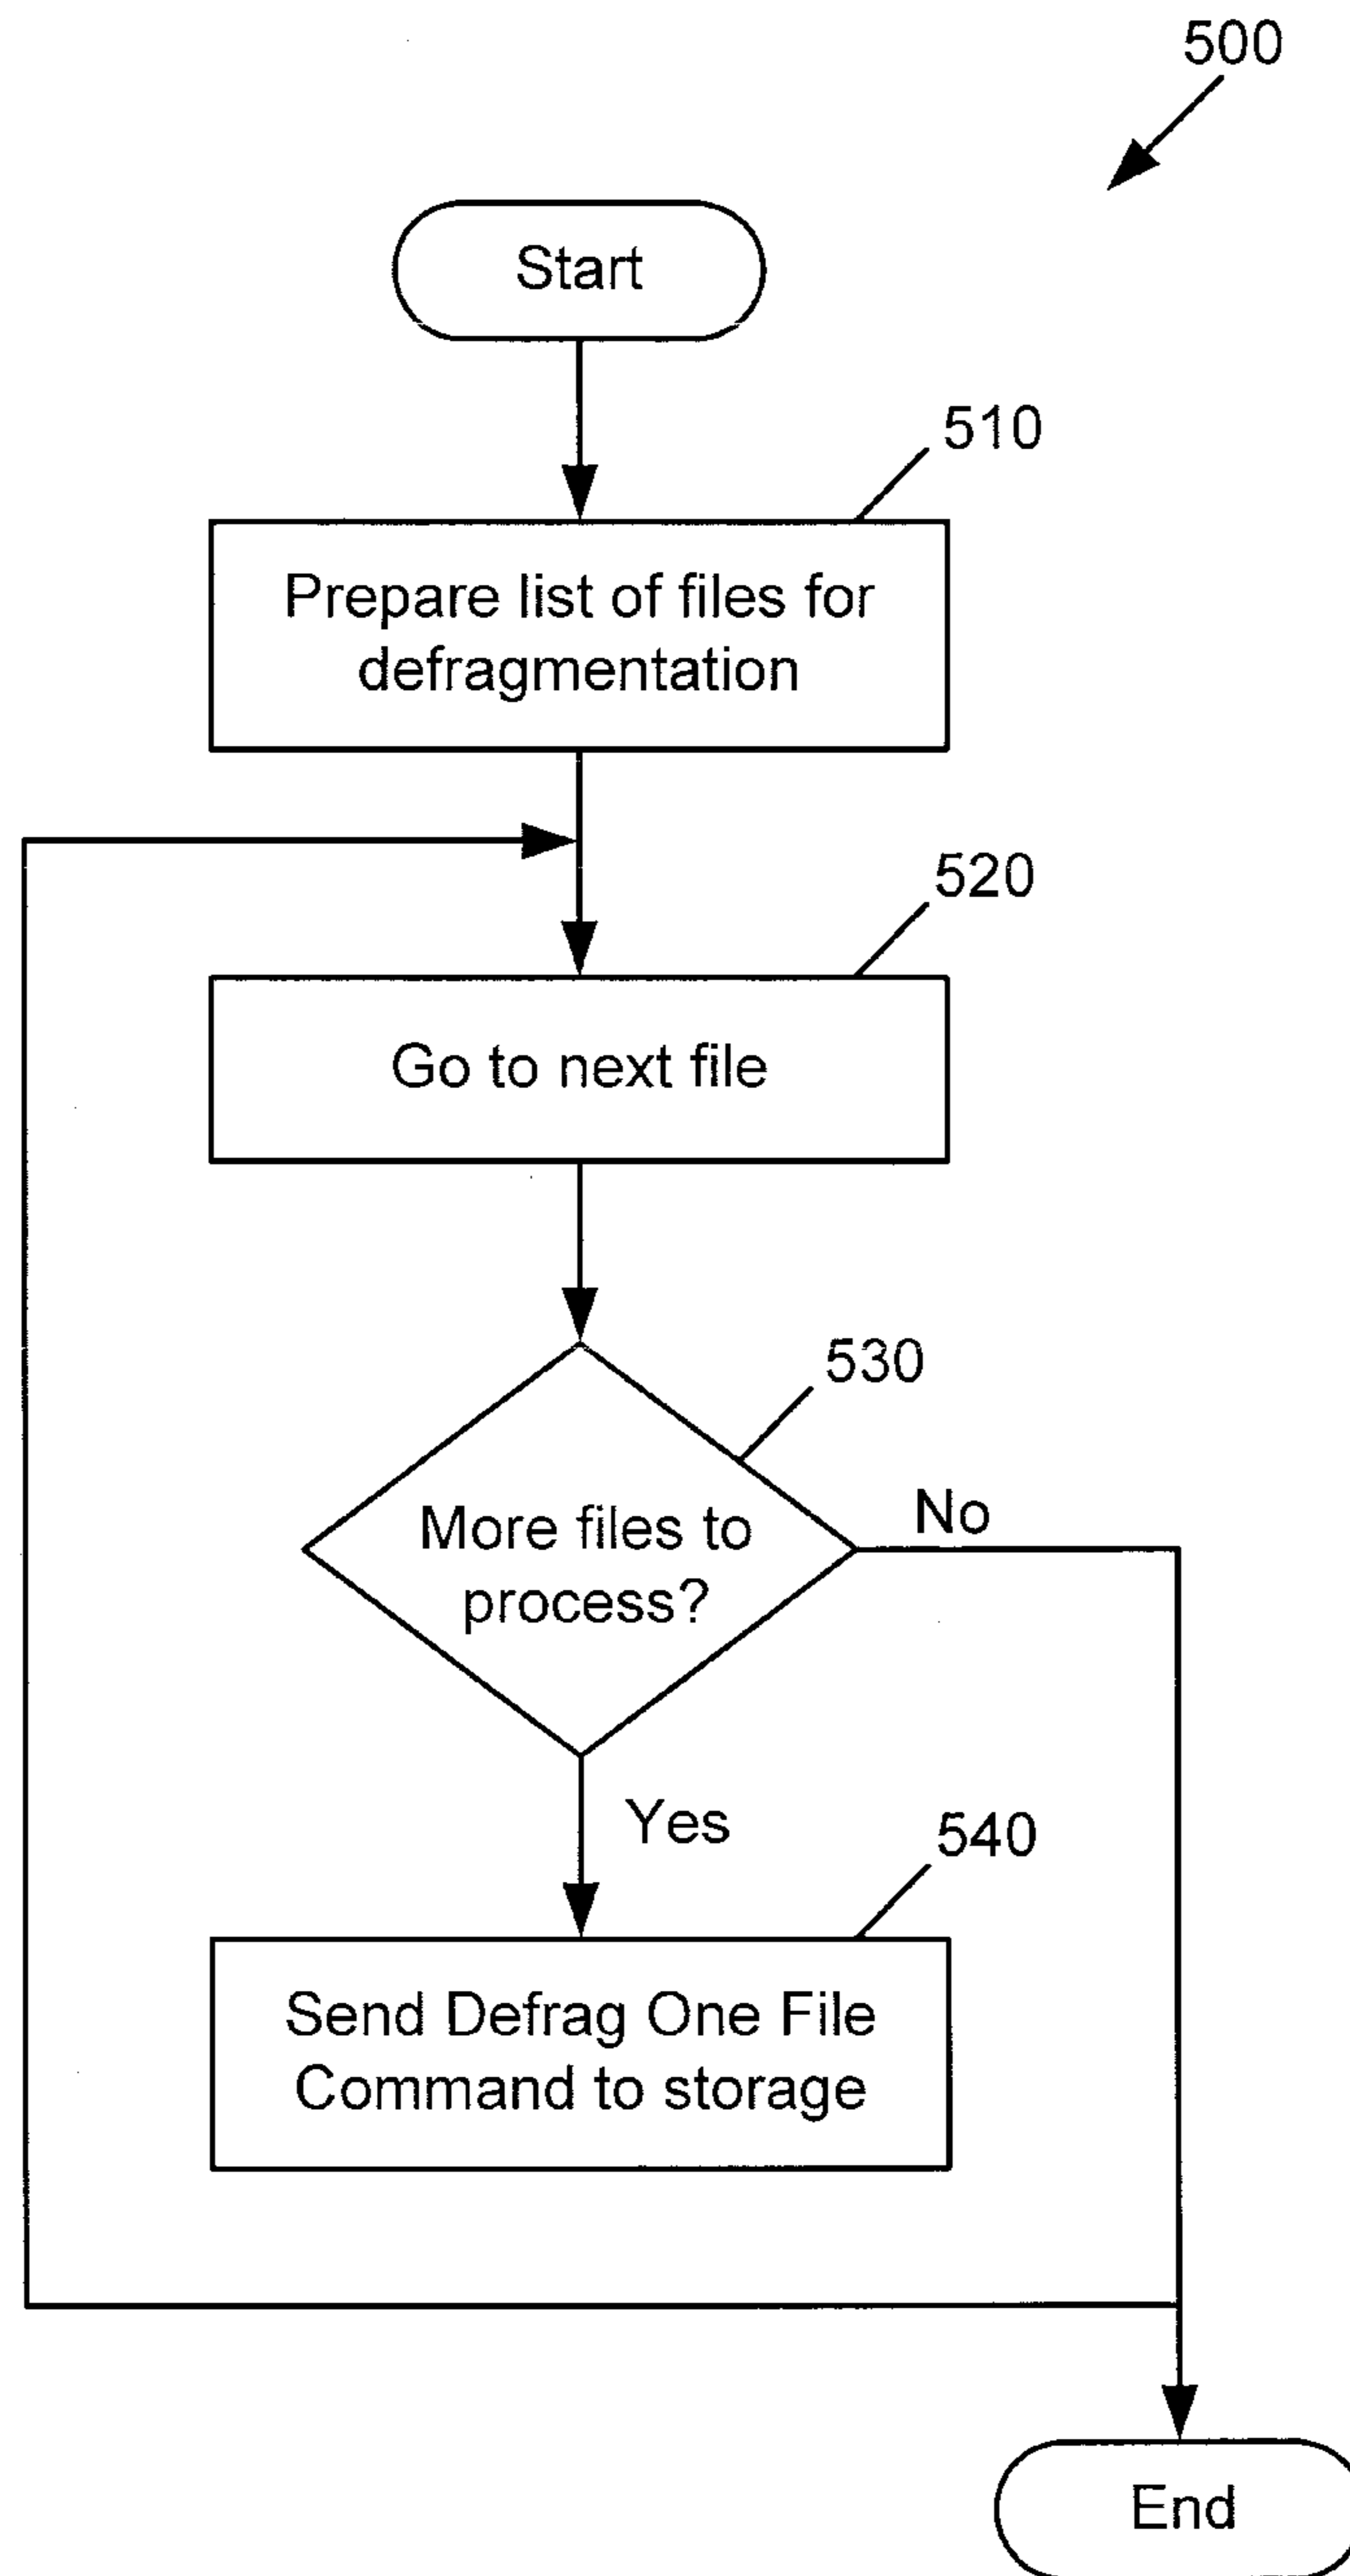 500
Start
510
Prepare list of files for
defragmentation
520
Go to next file
530
More files to
process?
No
Yes
540
Send Defrag One File
Command to storage
End